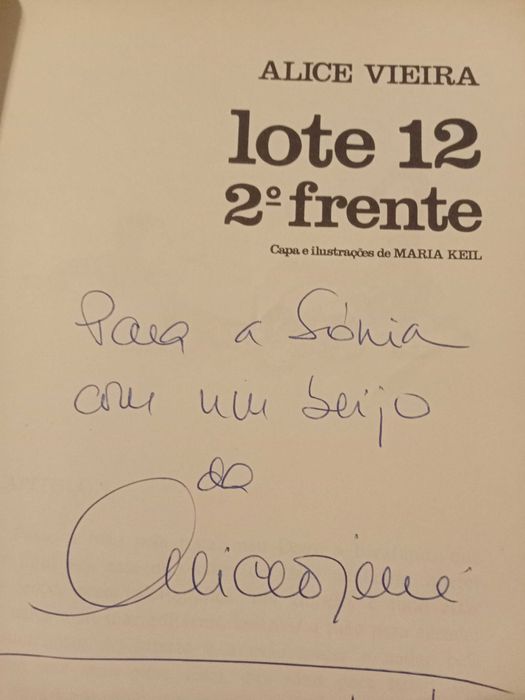 ALICE VIEIRA
lote 12
2º frente
Capa e ilustrações de MARIA KEIL
Para a Sónia
com um beijo
da